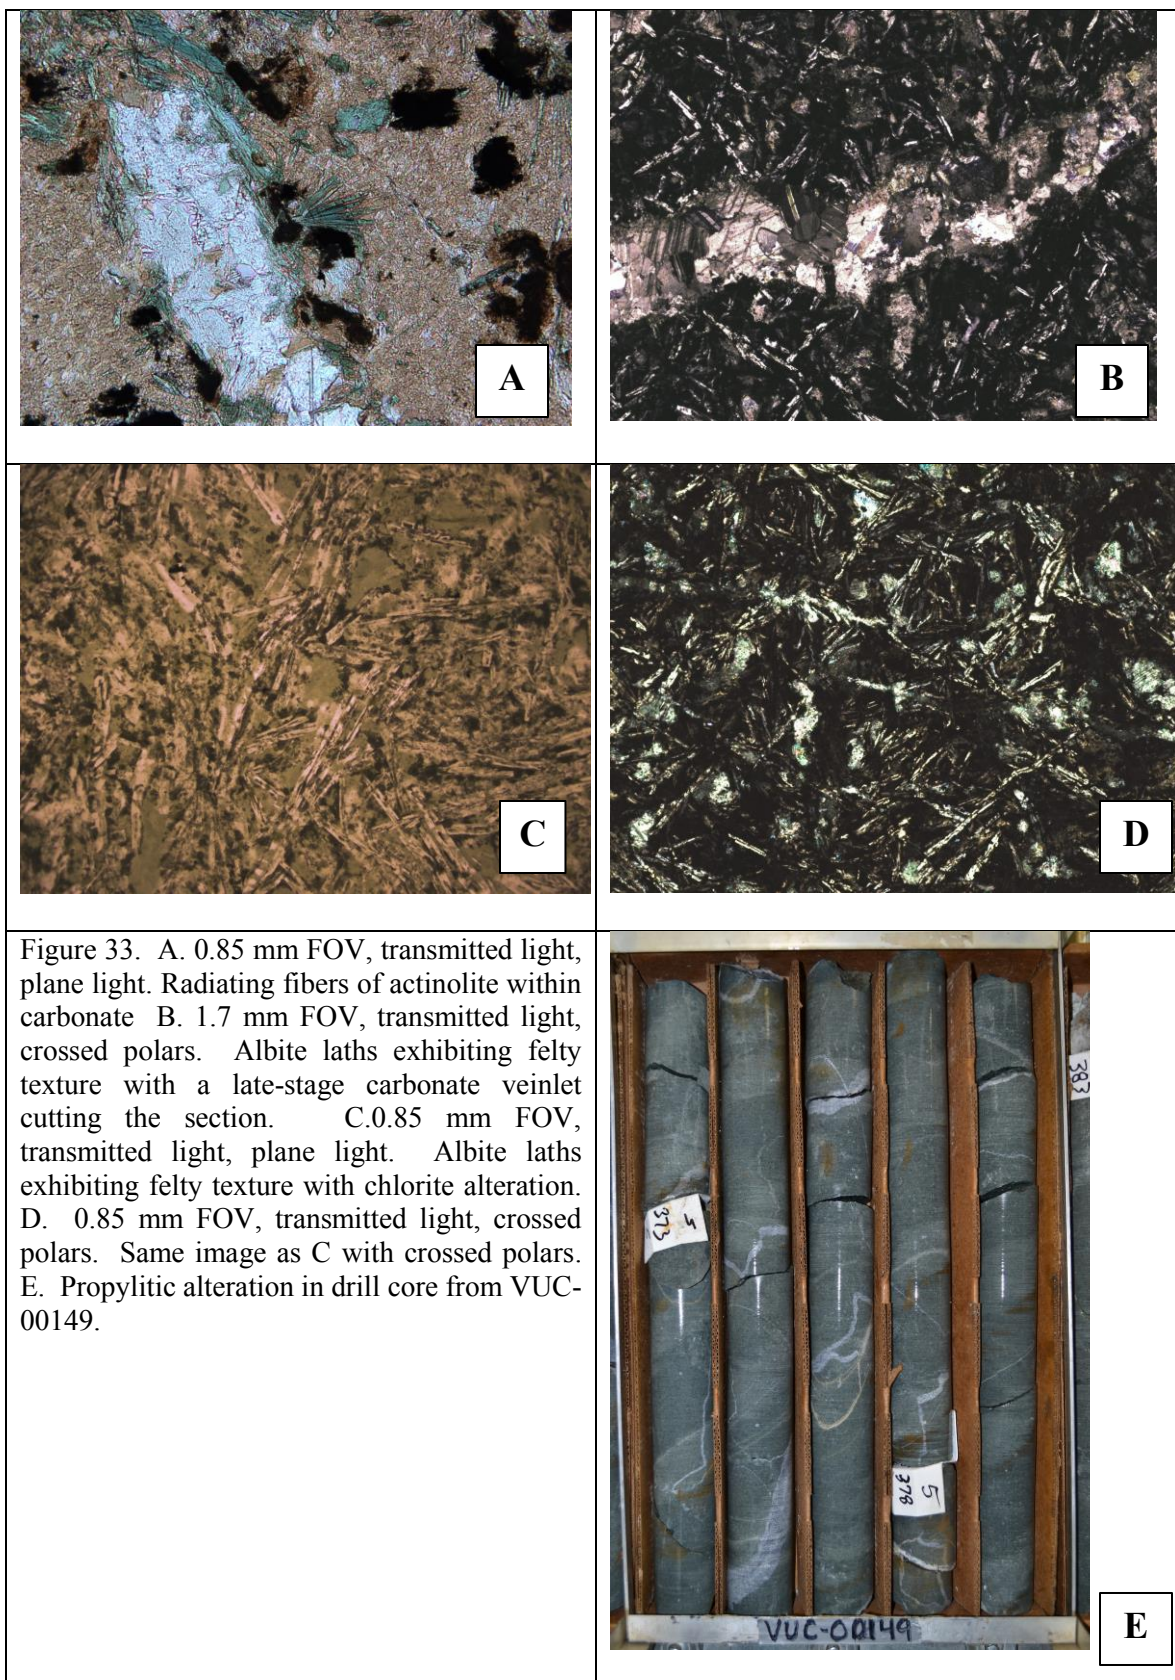 A
B
C
D
Figure 33. A. 0.85 mm FOV, transmitted light,
plane light. Radiating fibers of actinolite within
carbonate B. 1.7 mm FOV, transmitted light,
crossed polars. Albite laths exhibiting felty
texture with a late-stage carbonate veinlet
cutting the section. C.0.85 mm FOV,
transmitted light, plane light. Albite laths
exhibiting felty texture with chlorite alteration.
D. 0.85 mm FOV, transmitted light, crossed
polars. Same image as C with crossed polars.
E. Propylitic alteration in drill core from VUC-
00149.
383
5
373
5
378
VUC-00149
E